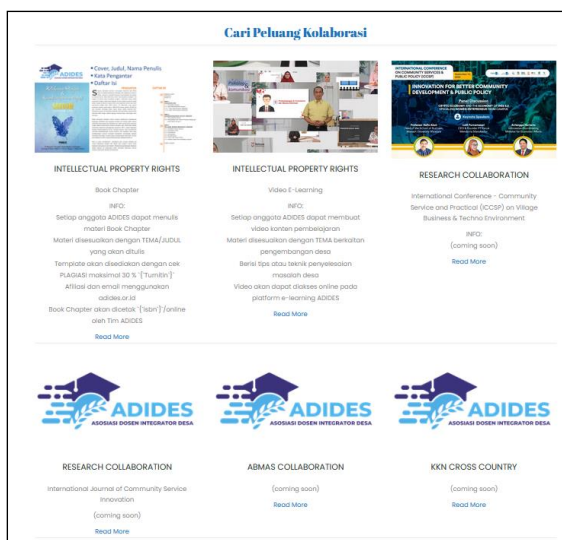 Cari Peluang Kolaborasi
ADIDES
• Cover, Judul, Nama Penulis
• Kata Pengantar
• Daftar Isi
INTELLECTUAL PROPERTY RIGHTS
Book Chapter
INFO:
Setiap anggota ADIDES dapat menulis
materi Book Chapter
Materi disesuaikan dengan TEMA/JUDUL
yang akan ditulis
Template akan disediakan dengan cek
PLAGIASI maksimal 30 % '['Turnitin']'
Afiliasi dan email menggunakan
adides.or.id
Book Chapter akan dicetak '['isbn']'/online
oleh Tim ADIDES
Read More
INTELLECTUAL PROPERTY RIGHTS
Video E-Learning
INFO:
Setiap anggota ADIDES dapat membuat
video konten pembelajaran
Materi disesuaikan dengan TEMA berkaitan
pengembangan desa
Berisi tips atau teknik penyelesaian
masalah desa
Video akan dapat diakses online pada
platform e-learning ADIDES
Read More
INTERNATIONAL CONFERENCE
ON COMMUNITY SERVICES &
PUBLIC POLICY (ICCSP)
INNOVATION FOR BETTER COMMUNITY
DEVELOPMENT & PUBLIC POLICY
Panel Discussion
Keynote Speakers
RESEARCH COLLABORATION
International Conference - Community
Service and Practical (ICCSP) on Village
Business & Techno Environment
INFO:
(coming soon)
Read More
ADIDES
ASOSIASI DOSEN INTEGRATOR DESA
RESEARCH COLLABORATION
International Journal of Community Service
Innovation
(coming soon)
Read More
ADIDES
ASOSIASI DOSEN INTEGRATOR DESA
ABMAS COLLABORATION
(coming soon)
Read More
ADIDES
ASOSIASI DOSEN INTEGRATOR DESA
KKN CROSS COUNTRY
(coming soon)
Read More